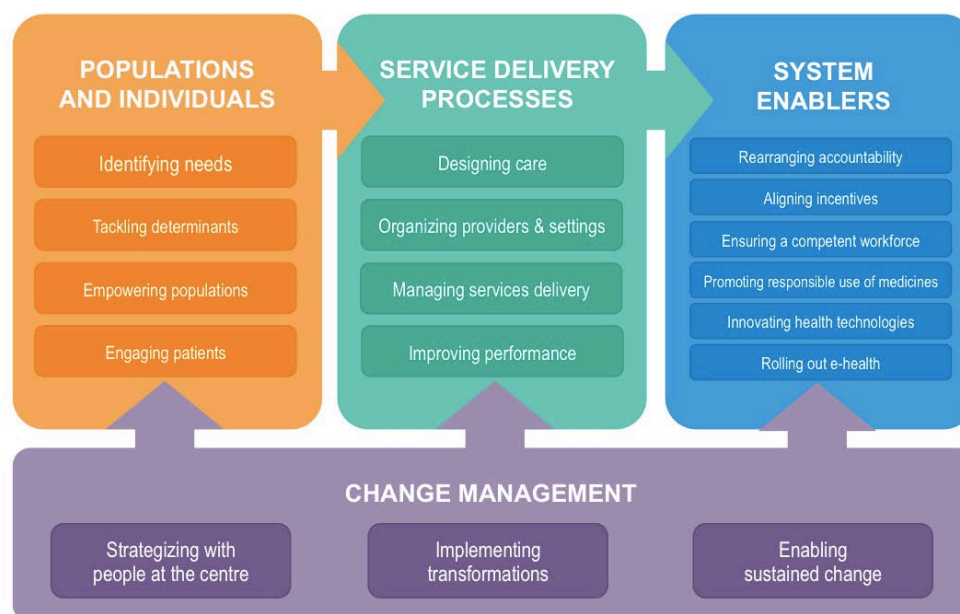 POPULATIONS
AND INDIVIDUALS
Identifying needs
Tackling determinants
Empowering populations
Engaging patients
SERVICE DELIVERY
PROCESSES
Designing care
Organizing providers & settings
Managing services delivery
Improving performance
SYSTEM
ENABLERS
Rearranging accountability
Aligning incentives
Ensuring a competent workforce
Promoting responsible use of medicines
Innovating health technologies
Rolling out e-health
CHANGE MANAGEMENT
Strategizing with
people at the centre
Implementing
transformations
Enabling
sustained change